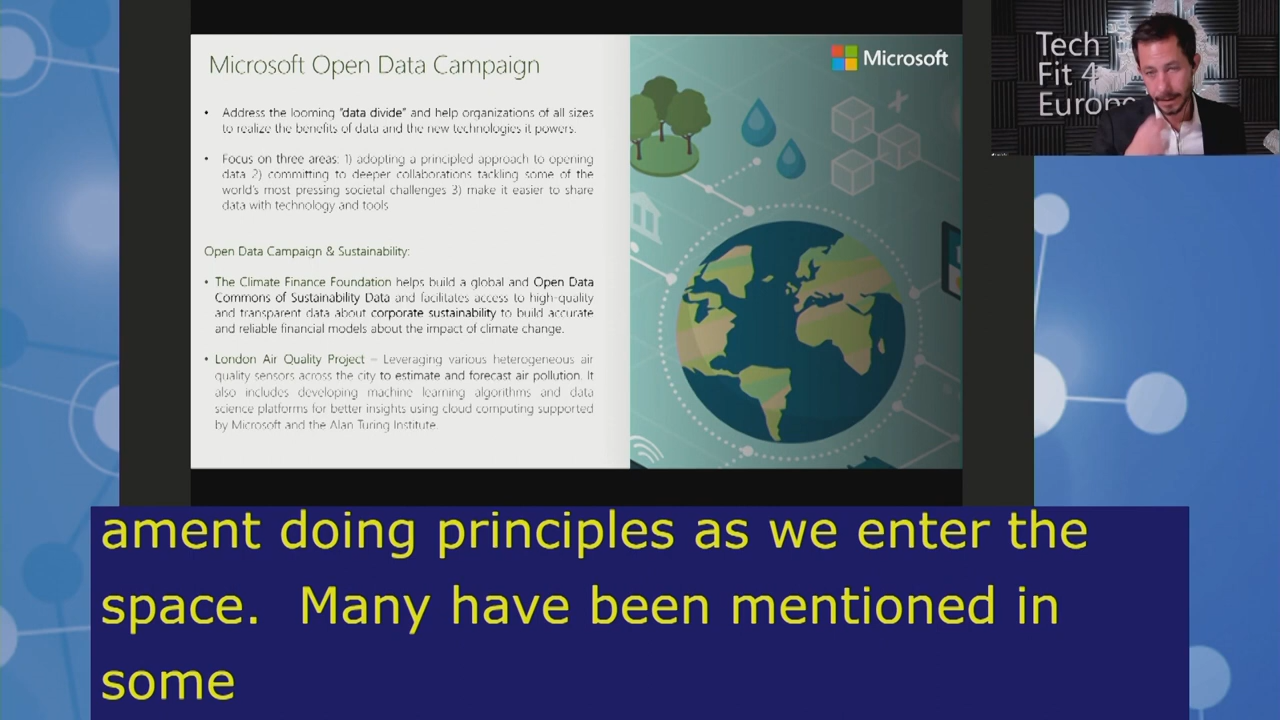 Microsoft Open Data Campaign
Microsoft
• Address the looming "data divide" and help organizations of all sizes
to realize the benefits of data and the new technologies it powers.
• Focus on three areas: 1) adopting a principled approach to opening
data 2) committing to deeper collaborations tackling some of the
world's most pressing societal challenges 3) make it easier to share
data with technology and tools
Open Data Campaign & Sustainability:
• The Climate Finance Foundation helps build a global and Open Data
Commons of Sustainability Data and facilitates access to high-quality
and transparent data about corporate sustainability to build accurate
and reliable financial models about the impact of climate change.
• London Air Quality Project – Leveraging various heterogeneous air
quality sensors across the city to estimate and forecast air pollution. It
also includes developing machine learning algorithms and data
science platforms for better insights using cloud computing supported
by Microsoft and the Alan Turing Institute.
Tech
Fit 4
Europe
ament doing principles as we enter the
space. Many have been mentioned in
some